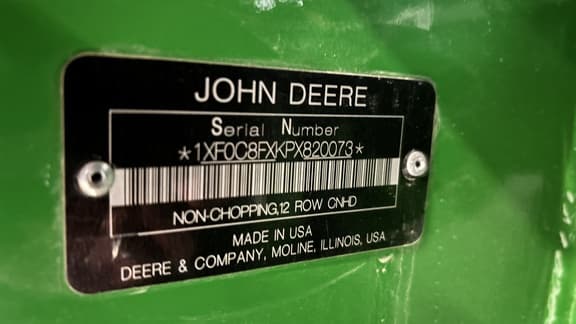 JOHN DEERE
Serial Number
*1XF0C8FXKPX820073*
NON-CHOPPING,12 ROW CNHD
MADE IN USA
DEERE & COMPANY, MOLINE, ILLINOIS, USA